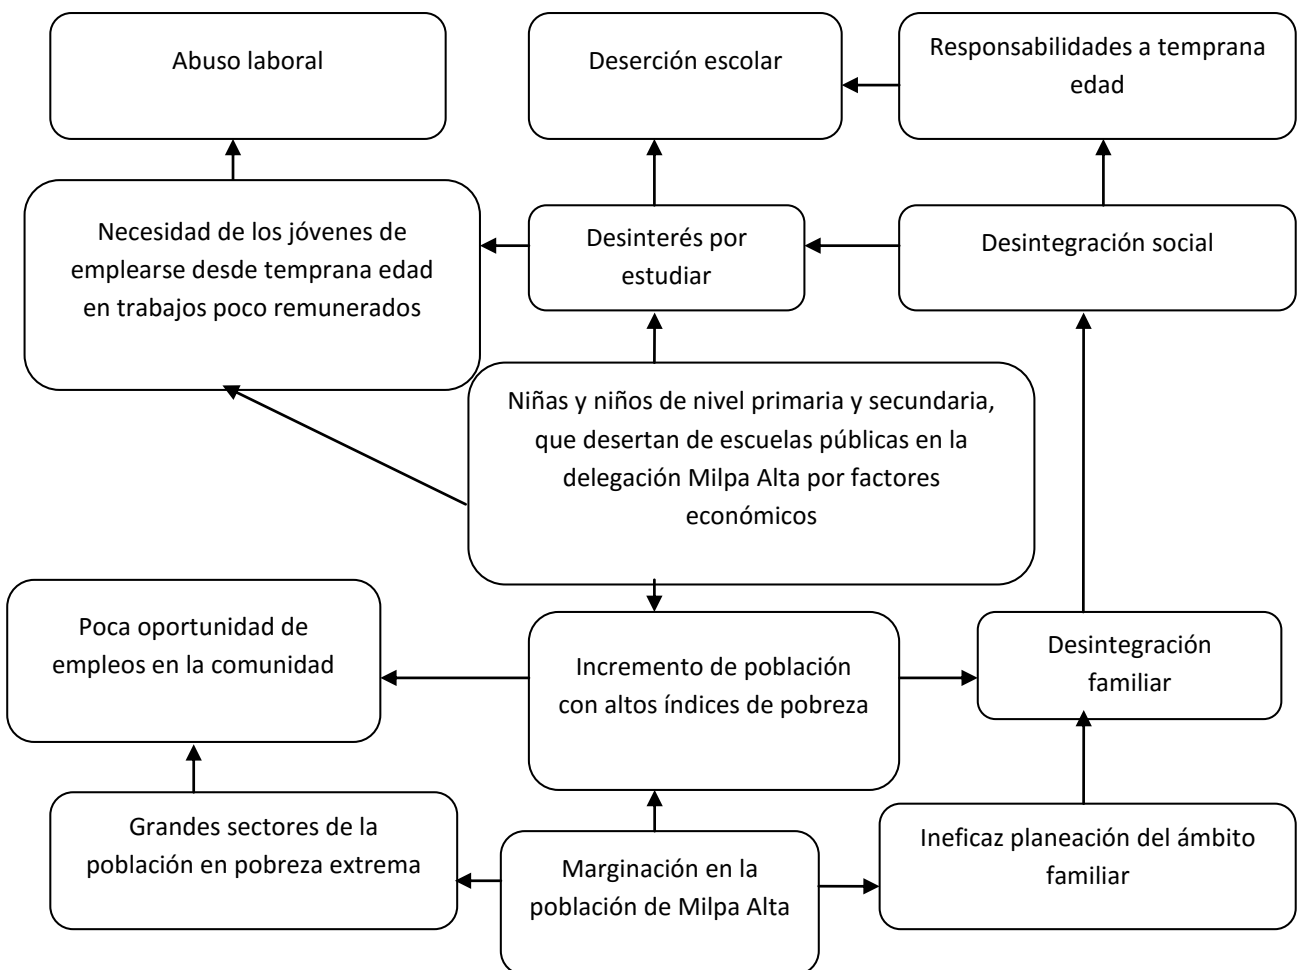 Abuso laboral
Deserción escolar
Responsabilidades a temprana
edad
Necesidad de los jóvenes de
emplearse desde temprana edad
en trabajos poco remunerados
Desinterés por
estudiar
Desintegración social
Niñas y niños de nivel primaria y secundaria,
que desertan de escuelas públicas en la
delegación Milpa Alta por factores
económicos
Poca oportunidad de
empleos en la comunidad
Incremento de población
con altos índices de pobreza
Desintegración
familiar
Grandes sectores de la
población en pobreza extrema
Marginación en la
población de Milpa Alta
Ineficaz planeación del ámbito
familiar